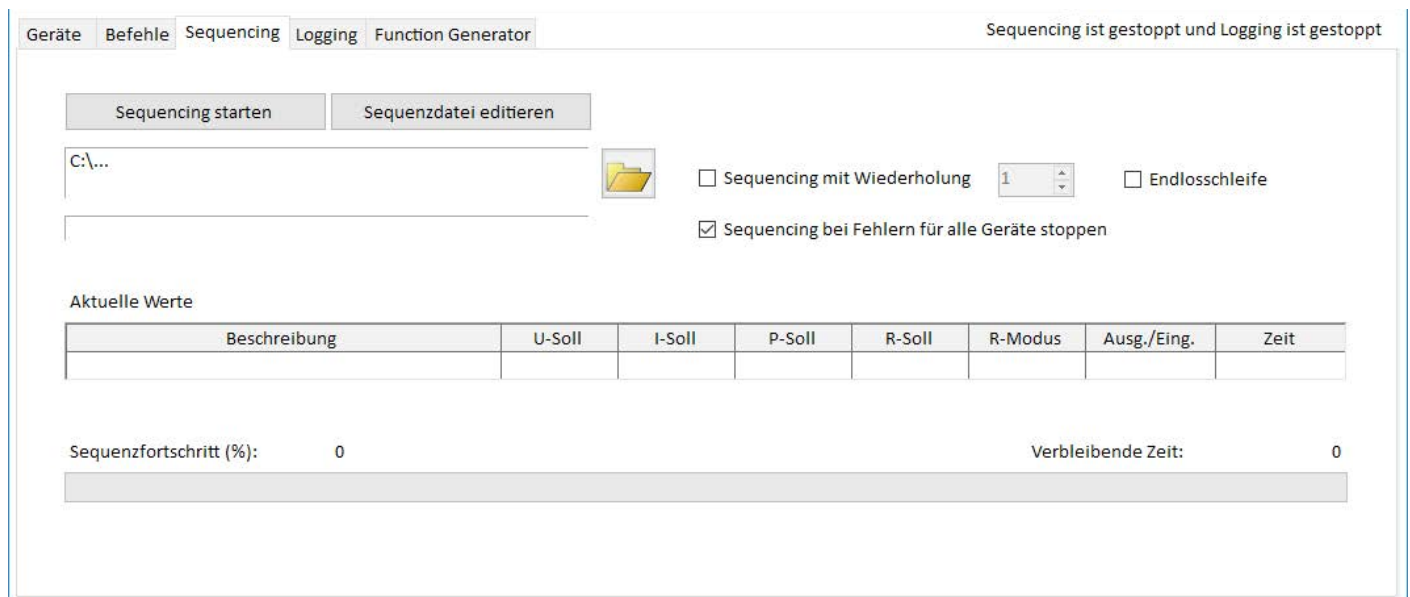 Geräte Befehle Sequencing Logging Function Generator Sequencing ist gestoppt und Logging ist gestoppt
Sequencing starten Sequenzdatei editieren
C:\...
Sequencing mit Wiederholung 1 Endlosschleife
Sequencing bei Fehlern für alle Geräte stoppen
Aktuelle Werte
Beschreibung U-Soll I-Soll P-Soll R-Soll R-Modus Ausg./Eing. Zeit
Sequenzfortschritt (%): 0 Verbleibende Zeit: 0